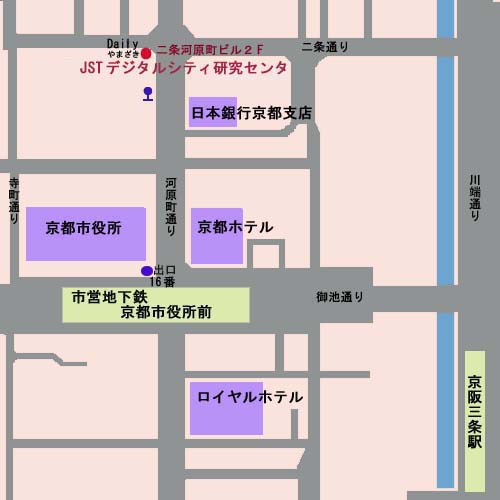 Daily
やまざき
二条河原町ビル2F
二条通り
JSTデジタルシティ研究センタ
日本銀行京都支店
寺町通り
河原町通り
川端通り
京都市役所
京都ホテル
出口
16番
市営地下鉄
京都市役所前
御池通り
京阪三条駅
ロイヤルホテル